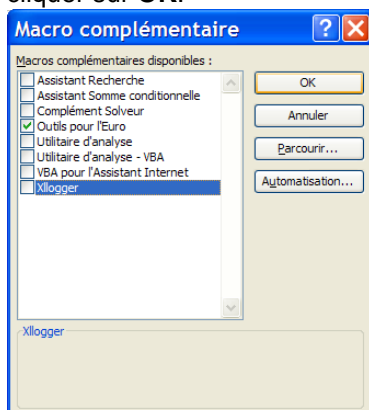 cliquer sur OK.
Macro complémentaire
Macros complémentaires disponibles :
Assistant Recherche
Assistant Somme conditionnelle
Complément Solveur
Outils pour l'Euro
Utilitaire d'analyse
Utilitaire d'analyse - VBA
VBA pour l'Assistant Internet
Xllogger
OK
Annuler
Parcourir...
Automatisation...
Xllogger